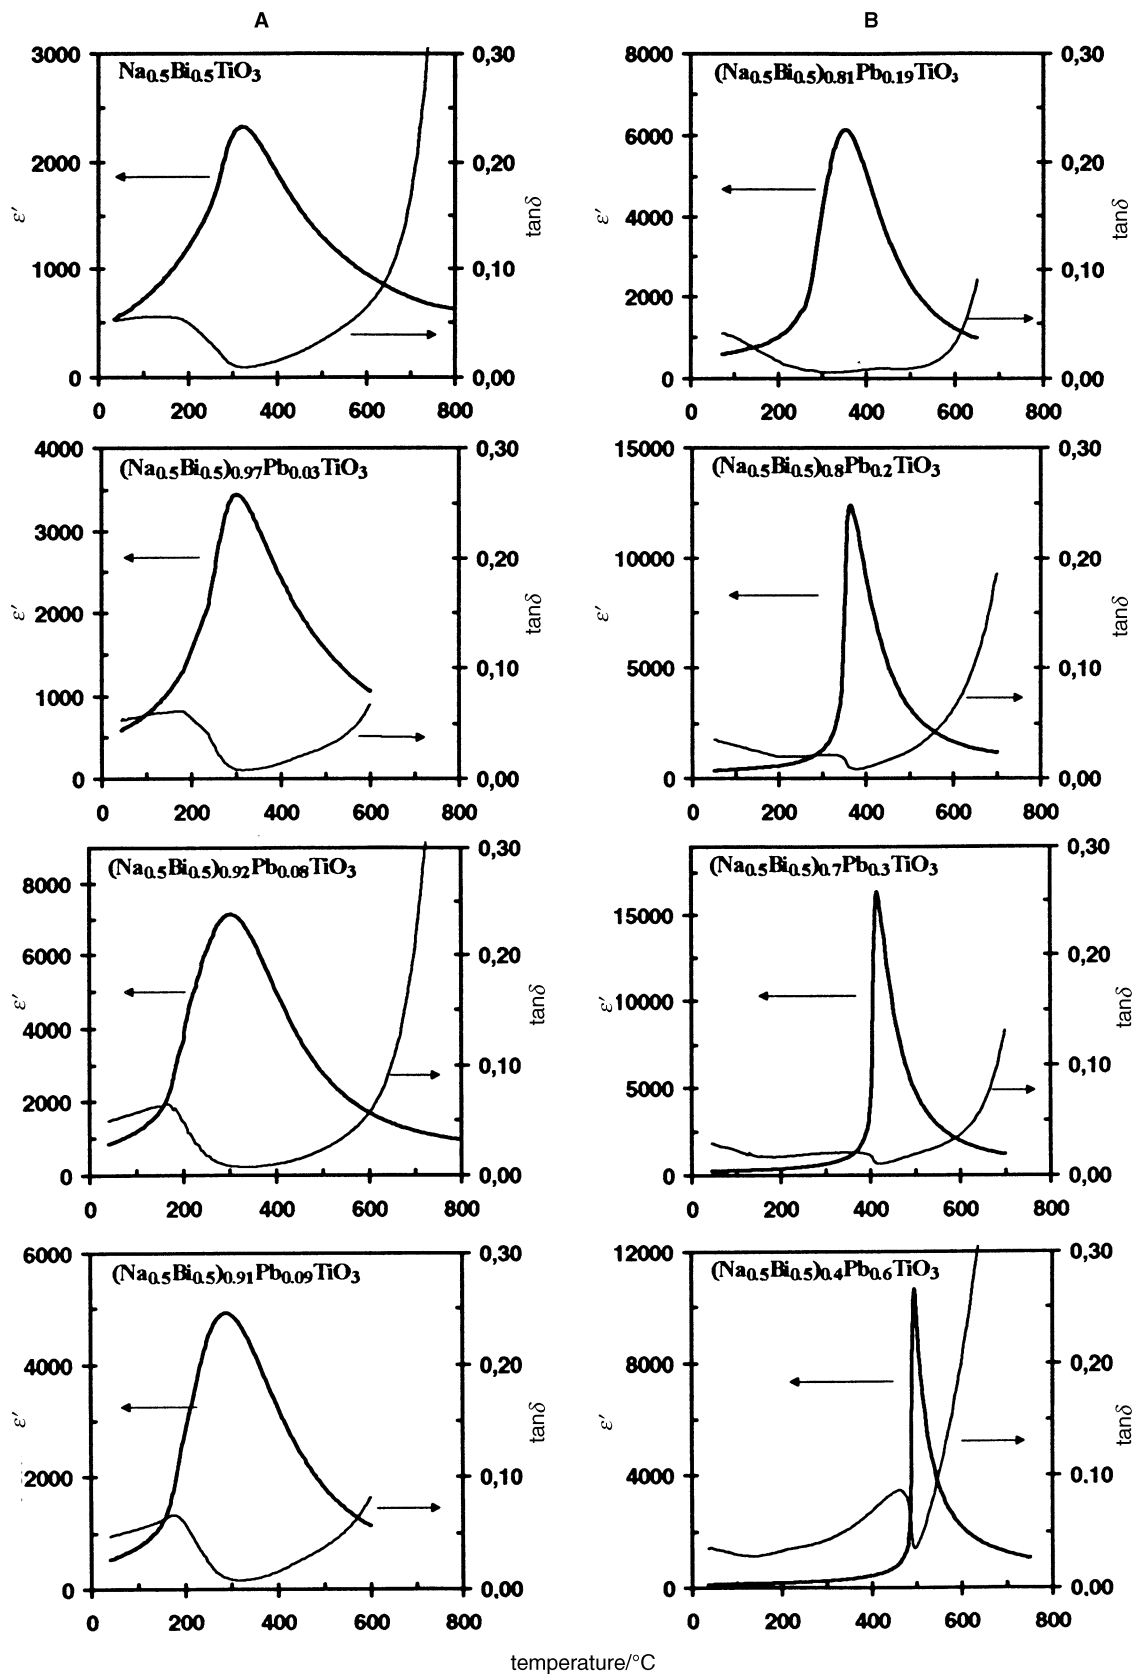 A
B
Na0.5Bi0.5TiO3
3000
2000
1000
0
ε′
0,30
0,20
0,10
0,00
tanδ
0 200 400 600 800
(Na0.5Bi0.5)0.81Pb0.19TiO3
8000
6000
4000
2000
0
ε′
0,30
0,20
0,10
0,00
tanδ
0 200 400 600 800
(Na0.5Bi0.5)0.97Pb0.03TiO3
4000
3000
2000
1000
0
ε′
0,30
0,20
0,10
0,00
tanδ
0 200 400 600 800
(Na0.5Bi0.5)0.8Pb0.2TiO3
15000
10000
5000
0
ε′
0,30
0,20
0,10
0,00
tanδ
0 200 400 600 800
(Na0.5Bi0.5)0.92Pb0.08TiO3
8000
6000
4000
2000
0
ε′
0,30
0,20
0,10
0,00
tanδ
0 200 400 600 800
(Na0.5Bi0.5)0.7Pb0.3TiO3
15000
10000
5000
0
ε′
0,30
0,20
0,10
0,00
tanδ
0 200 400 600 800
(Na0.5Bi0.5)0.91Pb0.09TiO3
6000
4000
2000
0
ε′
0,30
0,20
0,10
0,00
tanδ
0 200 400 600 800
(Na0.5Bi0.5)0.4Pb0.6TiO3
12000
8000
4000
0
ε′
0,30
0,20
0.10
0,00
tanδ
0 200 400 600 800
temperature/°C